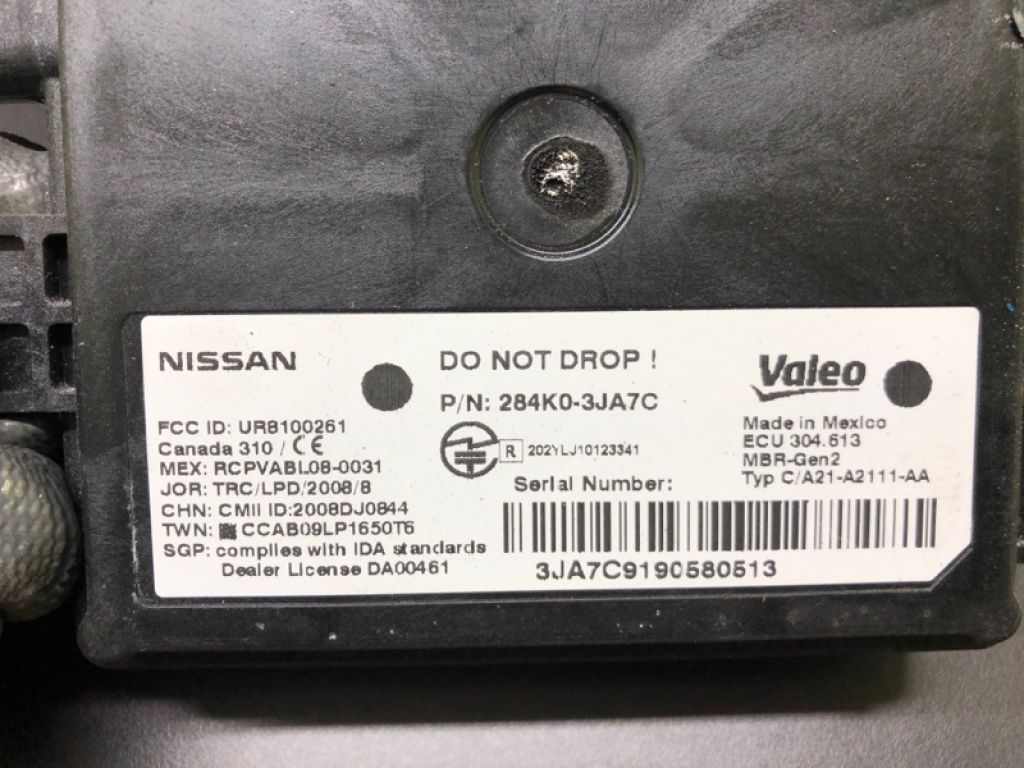 NISSAN
DO NOT DROP !
P/N: 284K0-3JA7C
Valeo
FCC ID: UR8100261
Canada 310 / CE
MEX: RCPVABL08-0031
JOR: TRC/LPD/2008/8
CHN: CMII ID:2008DJ0844
TWN: CCAB09LP1650T6
SGP: complies with IDA standards
Dealer License DA00461
R 202YLJ10123341
Serial Number:
3JA7C9190580513
Made in Mexico
ECU 304.613
MBR-Gen2
Typ C/A21-A2111-AA